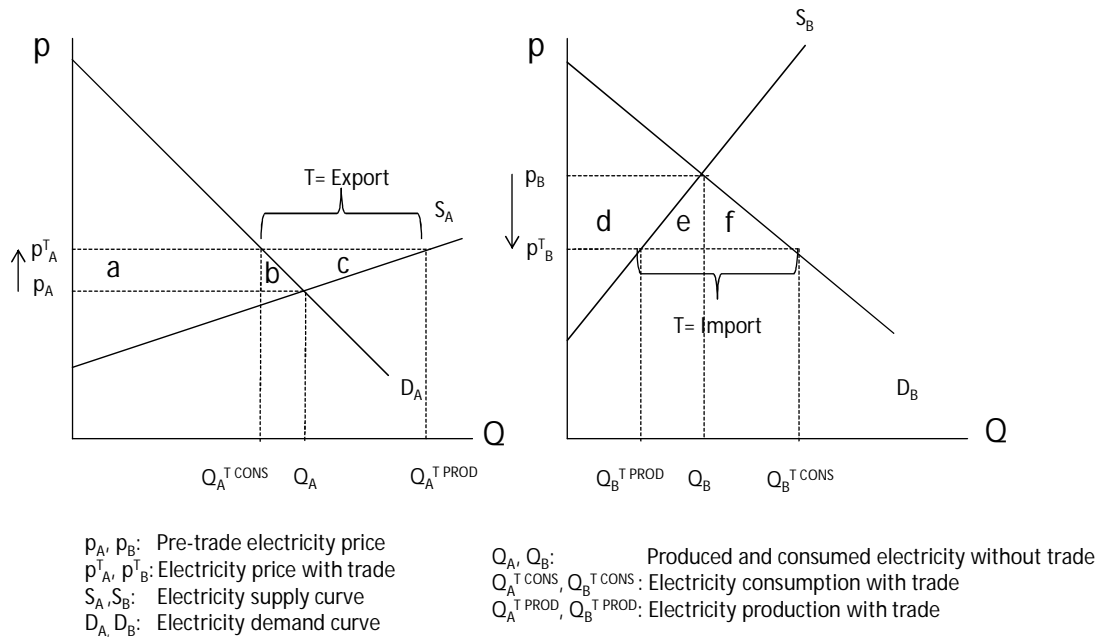 S_B
p
p
T= Export
S_A
p_B
d
e
f
p^T_A
a
b
c
p^T_B
p_A
T= Import
D_A
D_B
Q
Q
Q_A^T CONS
Q_A
Q_A^T PROD
Q_B^T PROD
Q_B
Q_B^T CONS
p_A, p_B: Pre-trade electricity price
p^T_A, p^T_B: Electricity price with trade
S_A, S_B: Electricity supply curve
D_A, D_B: Electricity demand curve
Q_A, Q_B: Produced and consumed electricity without trade
Q_A^T CONS, Q_B^T CONS: Electricity consumption with trade
Q_A^T PROD, Q_B^T PROD: Electricity production with trade